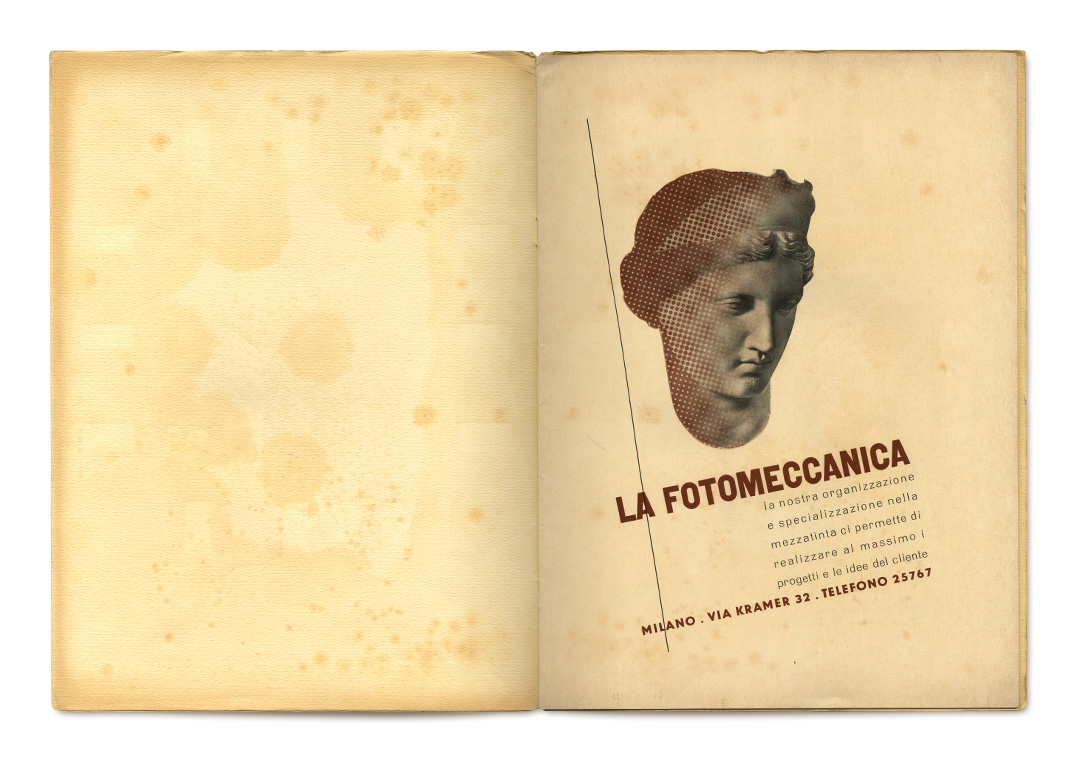 LA FOTOMECCANICA
la nostra organizzazione
e specializzazione nella
mezzatinta ci permette di
realizzare al massimo i
progetti e le idee del cliente
MILANO . VIA KRAMER 32 . TELEFONO 25767